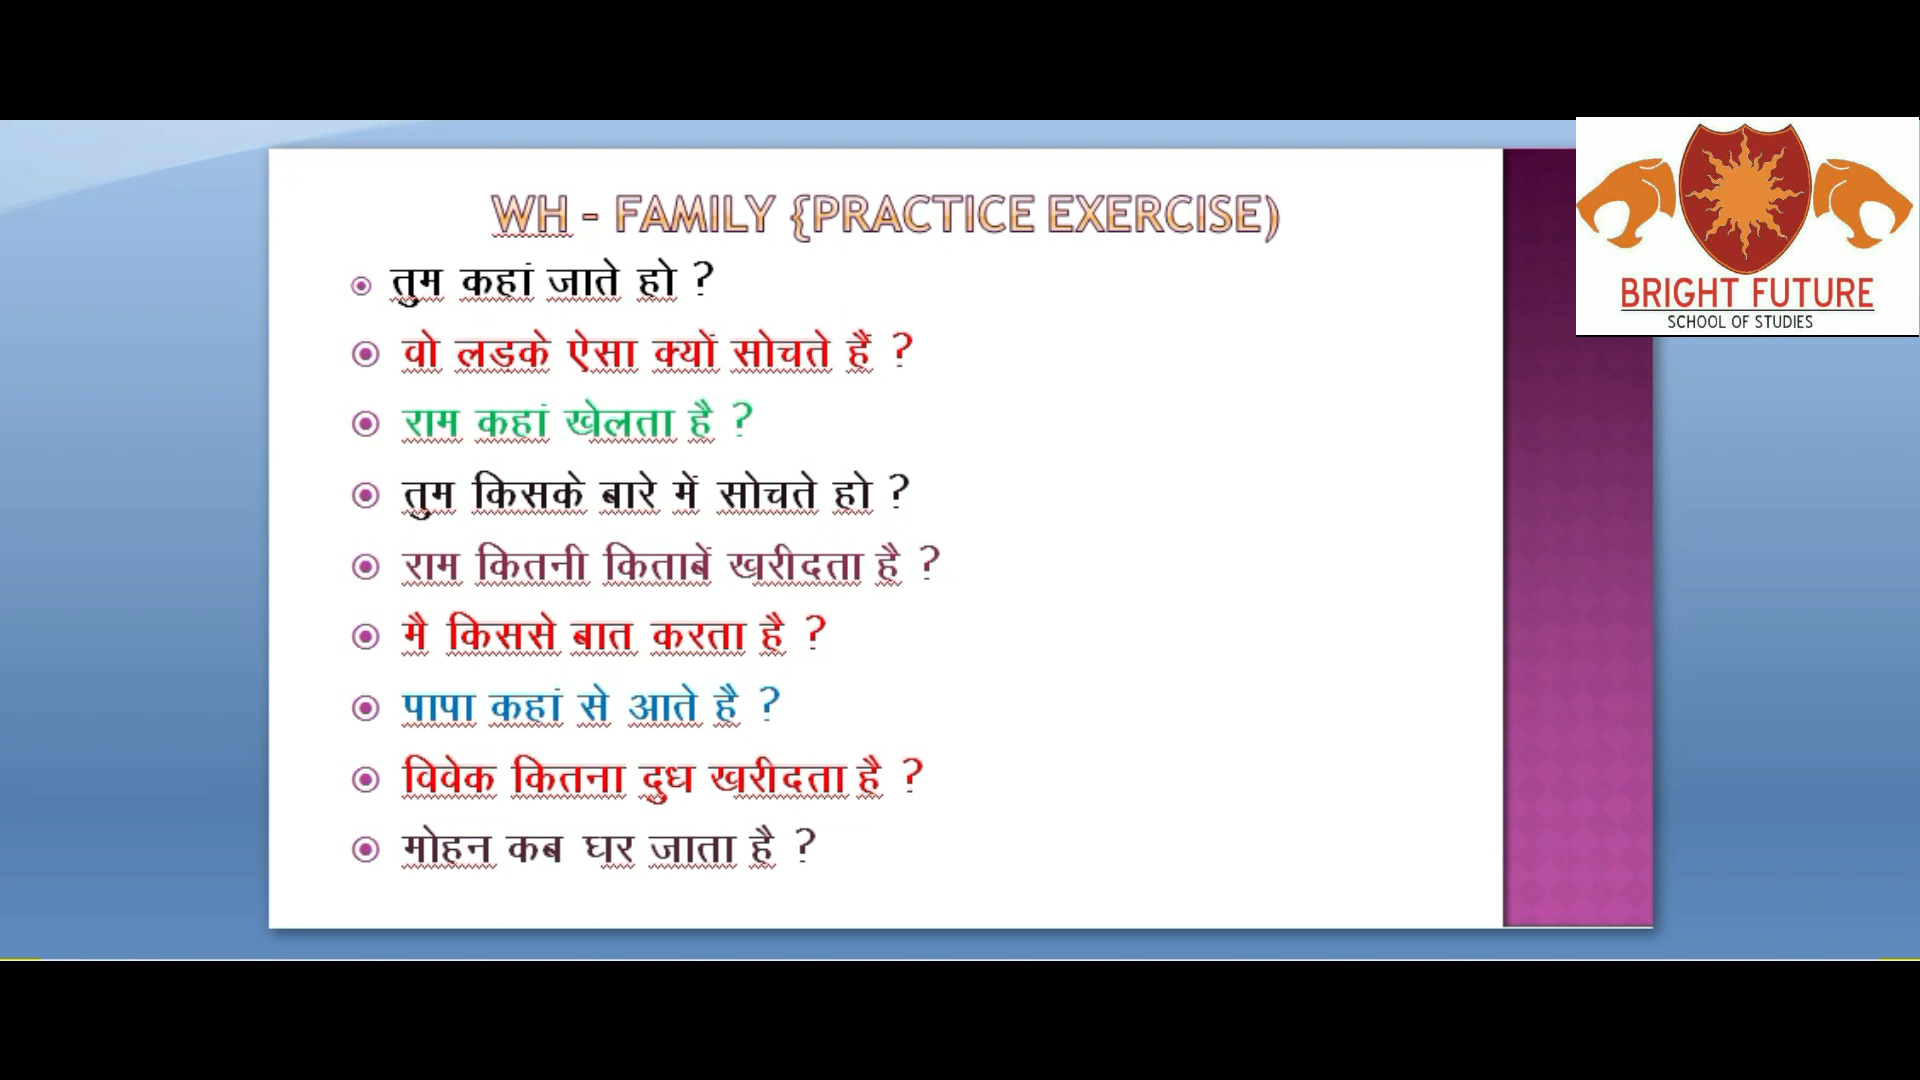 WH - FAMILY {PRACTICE EXERCISE)
तुम कहां जाते हो ?
वो लड़के ऐसा क्यों सोचते हैं ?
राम कहां खेलता है ?
तुम किसके बारे में सोचते हो ?
राम कितनी किताबें खरीदता है ?
मै किससे बात करता है ?
पापा कहां से आते है ?
विवेक कितना दुध खरीदता है ?
मोहन कब घर जाता है ?
BRIGHT FUTURE
SCHOOL OF STUDIES